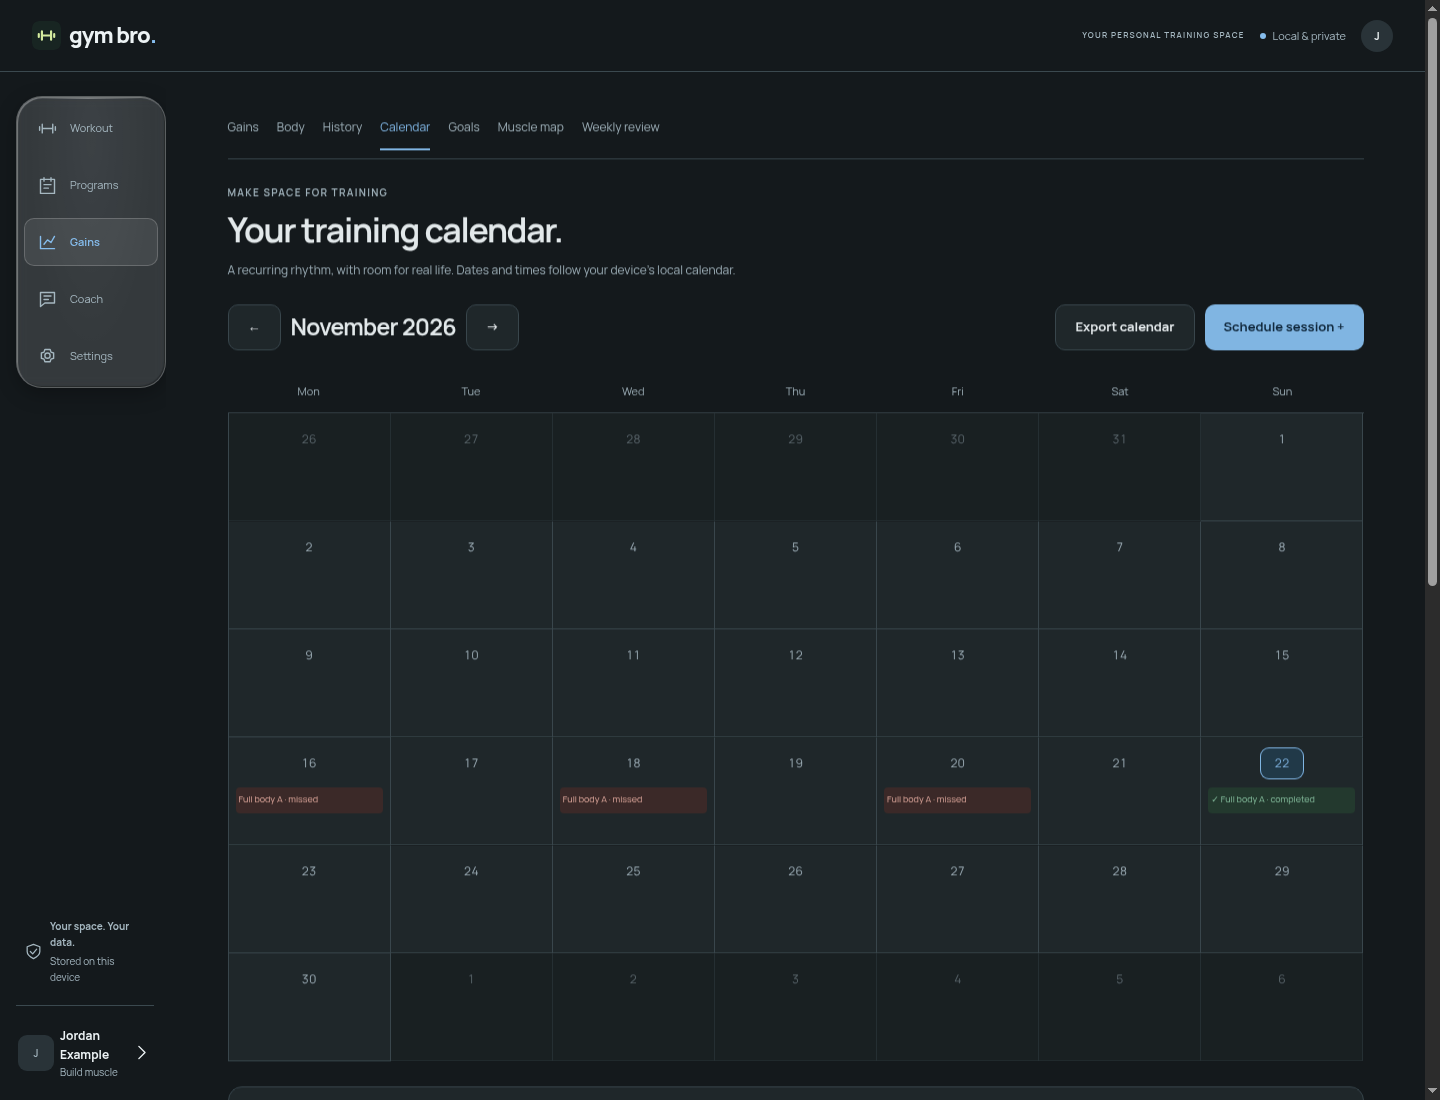 gym bro.
YOUR PERSONAL TRAINING SPACE
Local & private
J
Workout
Programs
Gains
Coach
Settings
Gains Body History Calendar Goals Muscle map Weekly review
MAKE SPACE FOR TRAINING
Your training calendar.
A recurring rhythm, with room for real life. Dates and times follow your device's local calendar.
← November 2026 →
Export calendar
Schedule session +
Mon Tue Wed Thu Fri Sat Sun
26 27 28 29 30 31 1
2 3 4 5 6 7 8
9 10 11 12 13 14 15
16 17 18 19 20 21 22
Full body A · missed Full body A · missed Full body A · missed ✓ Full body A · completed
23 24 25 26 27 28 29
30 1 2 3 4 5 6
Your space. Your
data.
Stored on this
device
J
Jordan
Example
Build muscle